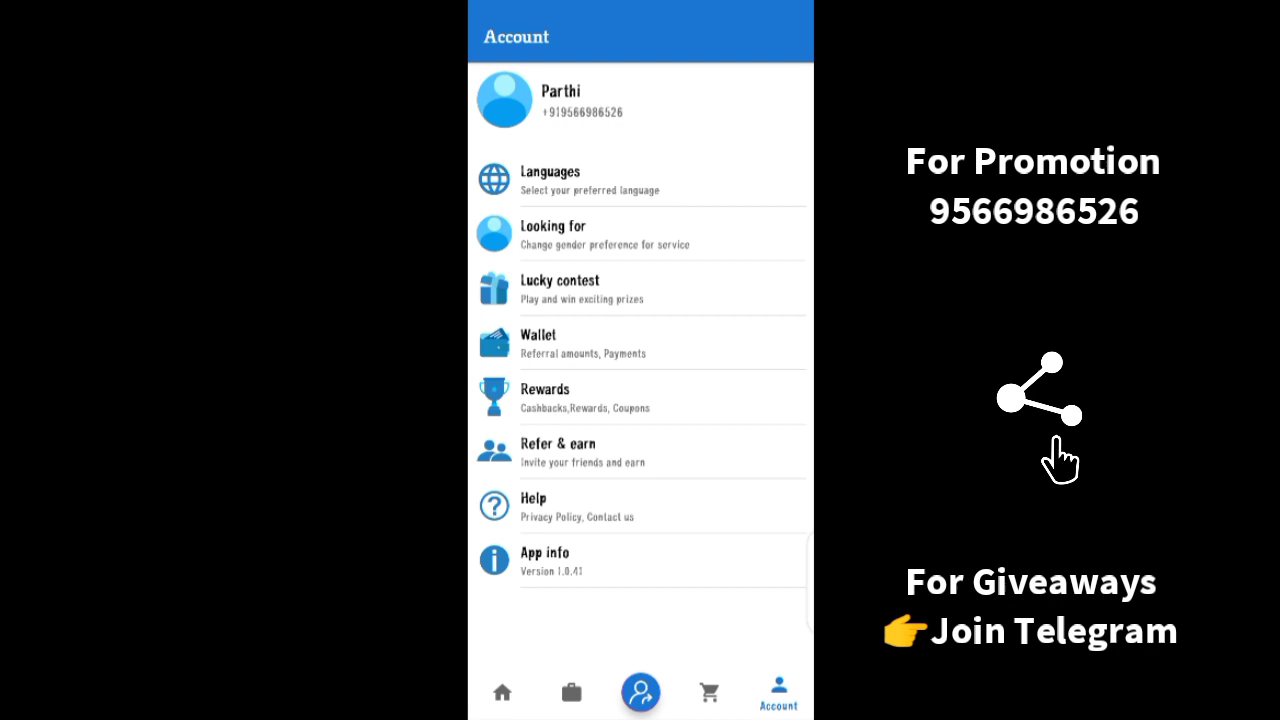 Account
Parthi
+919566986526
Languages
Select your preferred language
Looking for
Change gender preference for service
Lucky contest
Play and win exciting prizes
Wallet
Referral amounts, Payments
Rewards
Cashbacks,Rewards, Coupons
Refer & earn
Invite your friends and earn
Help
Privacy Policy, Contact us
App info
Version 1.0.41
Account
For Promotion
9566986526
For Giveaways
👉Join Telegram